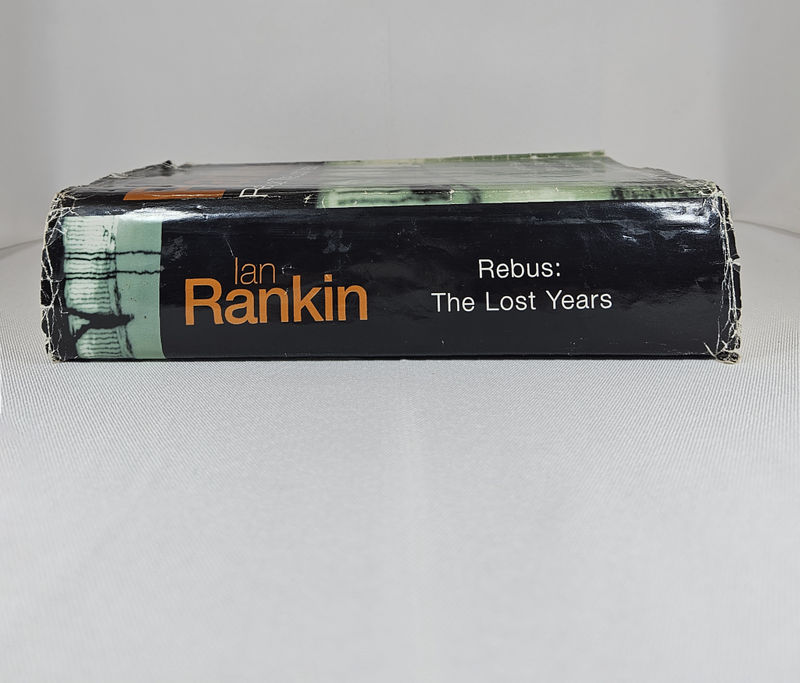 Ian
Rankin
Rebus:
The Lost Years